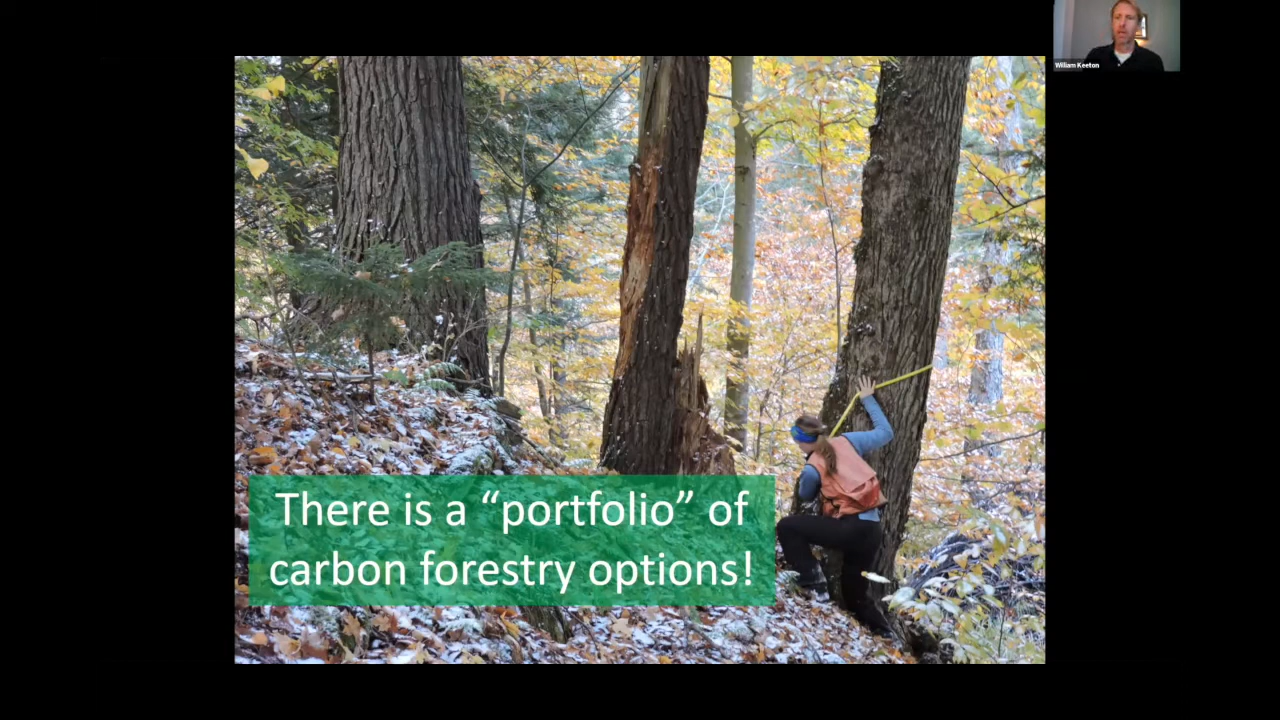 William Keeton
There is a “portfolio” of
carbon forestry options!